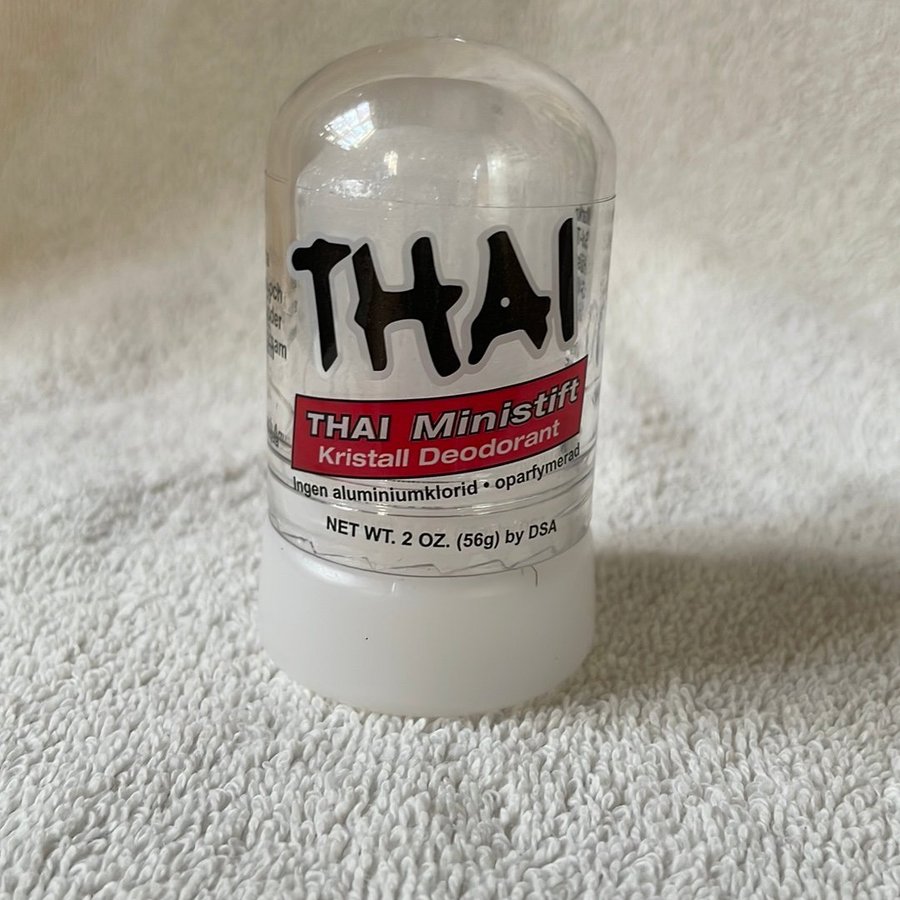 THAI
THAI Ministift
Kristall Deodorant
Ingen aluminiumklorid • oparfymerad
NET WT. 2 OZ. (56g) by DSA